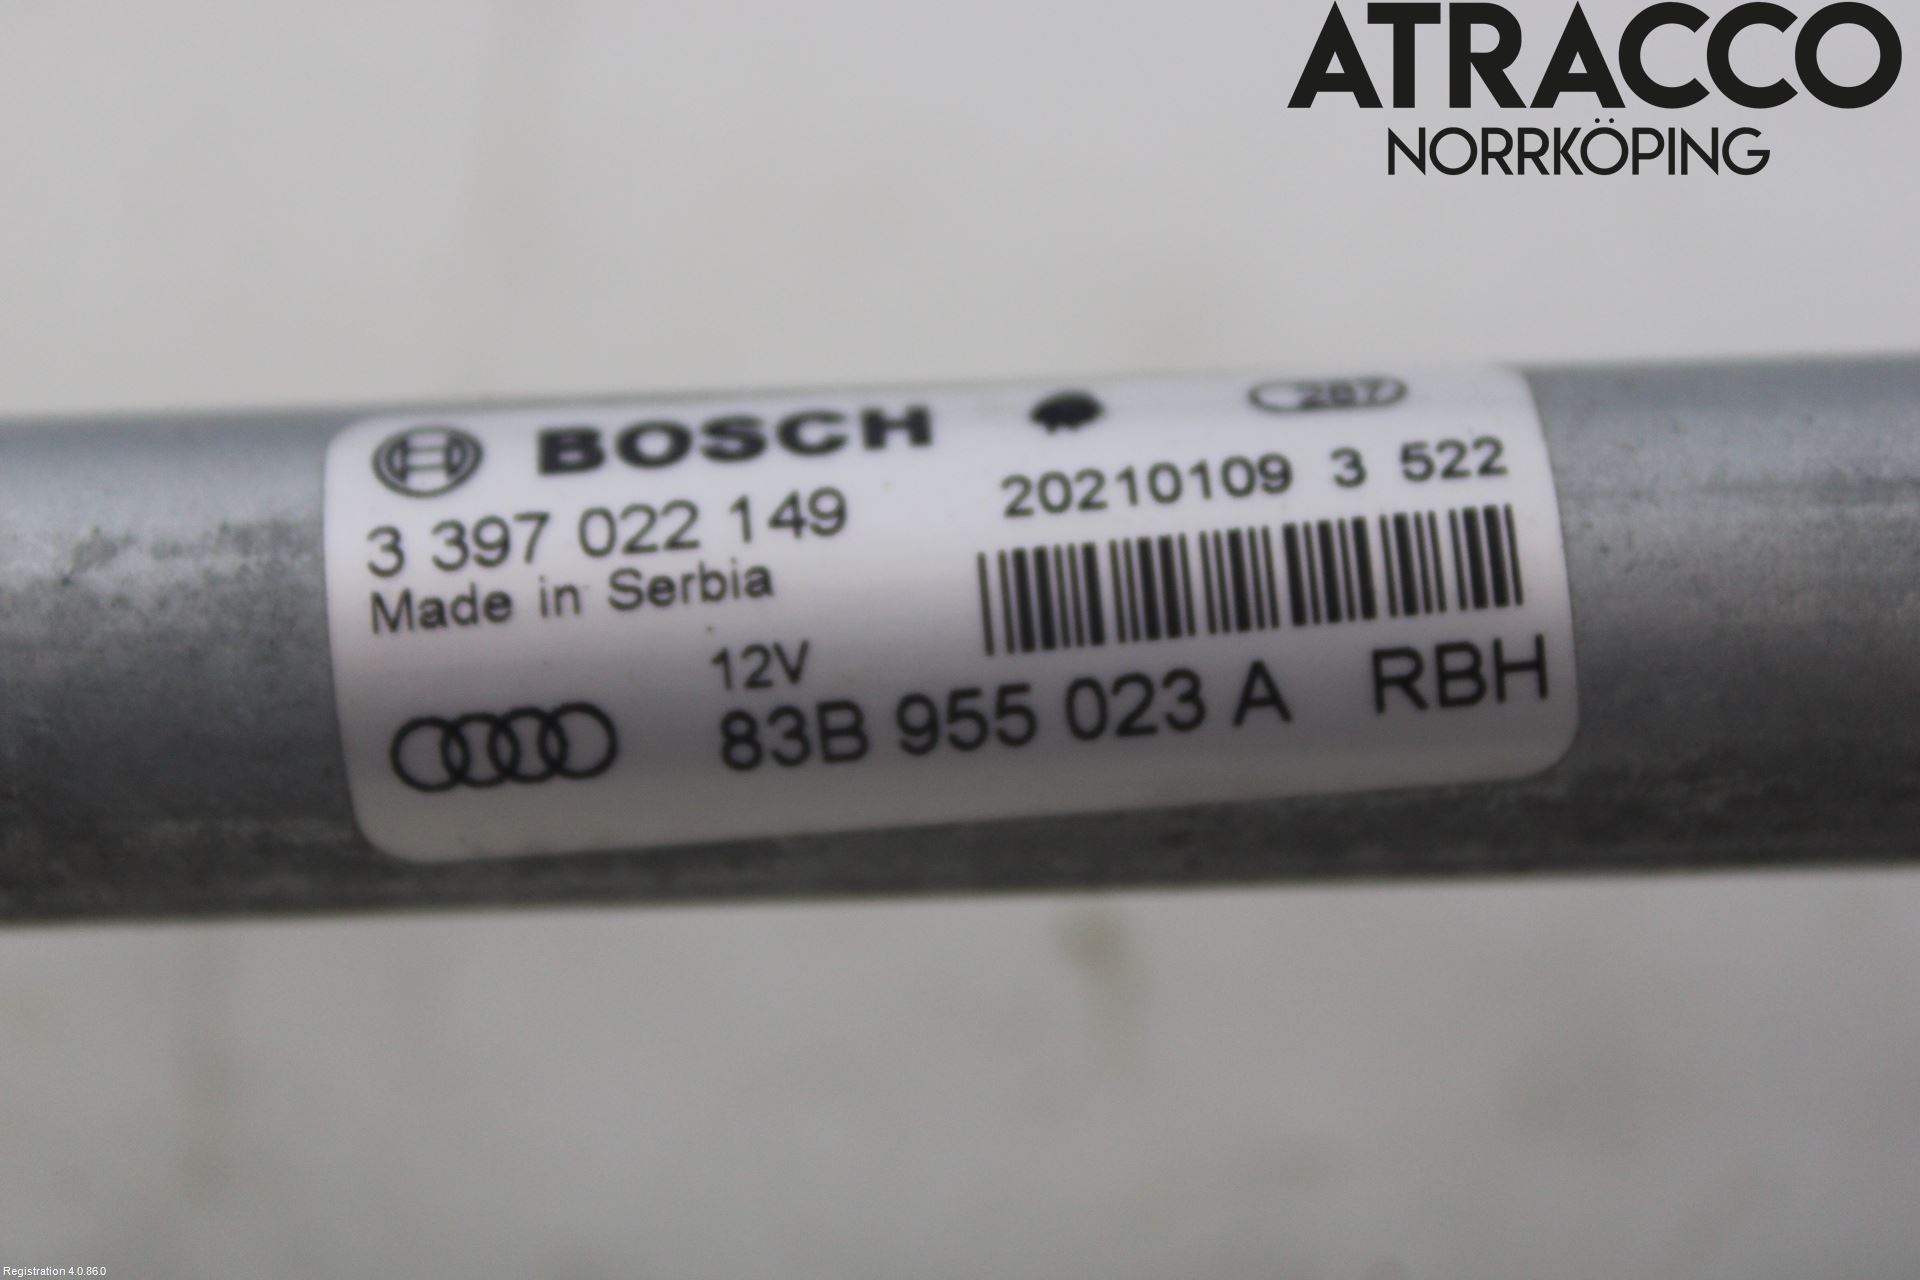 ATRACCO
NORRKÖPING
BOSCH
287
3 397 022 149
20210109 3 522
Made in Serbia
12V
83B 955 023 A RBH
Registration 4.0.86.0